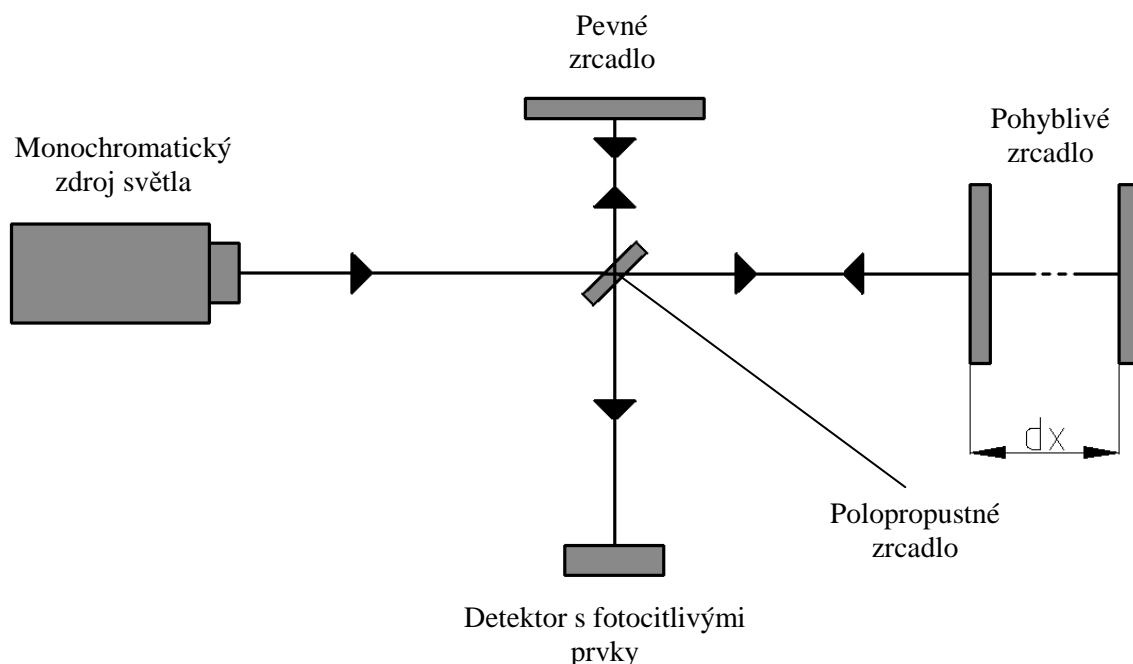 Pevné
zrcadlo
Monochromatický
zdroj světla
Pohyblivé
zrcadlo
dx
Polopropustné
zrcadlo
Detektor s fotocitlivými
prvky